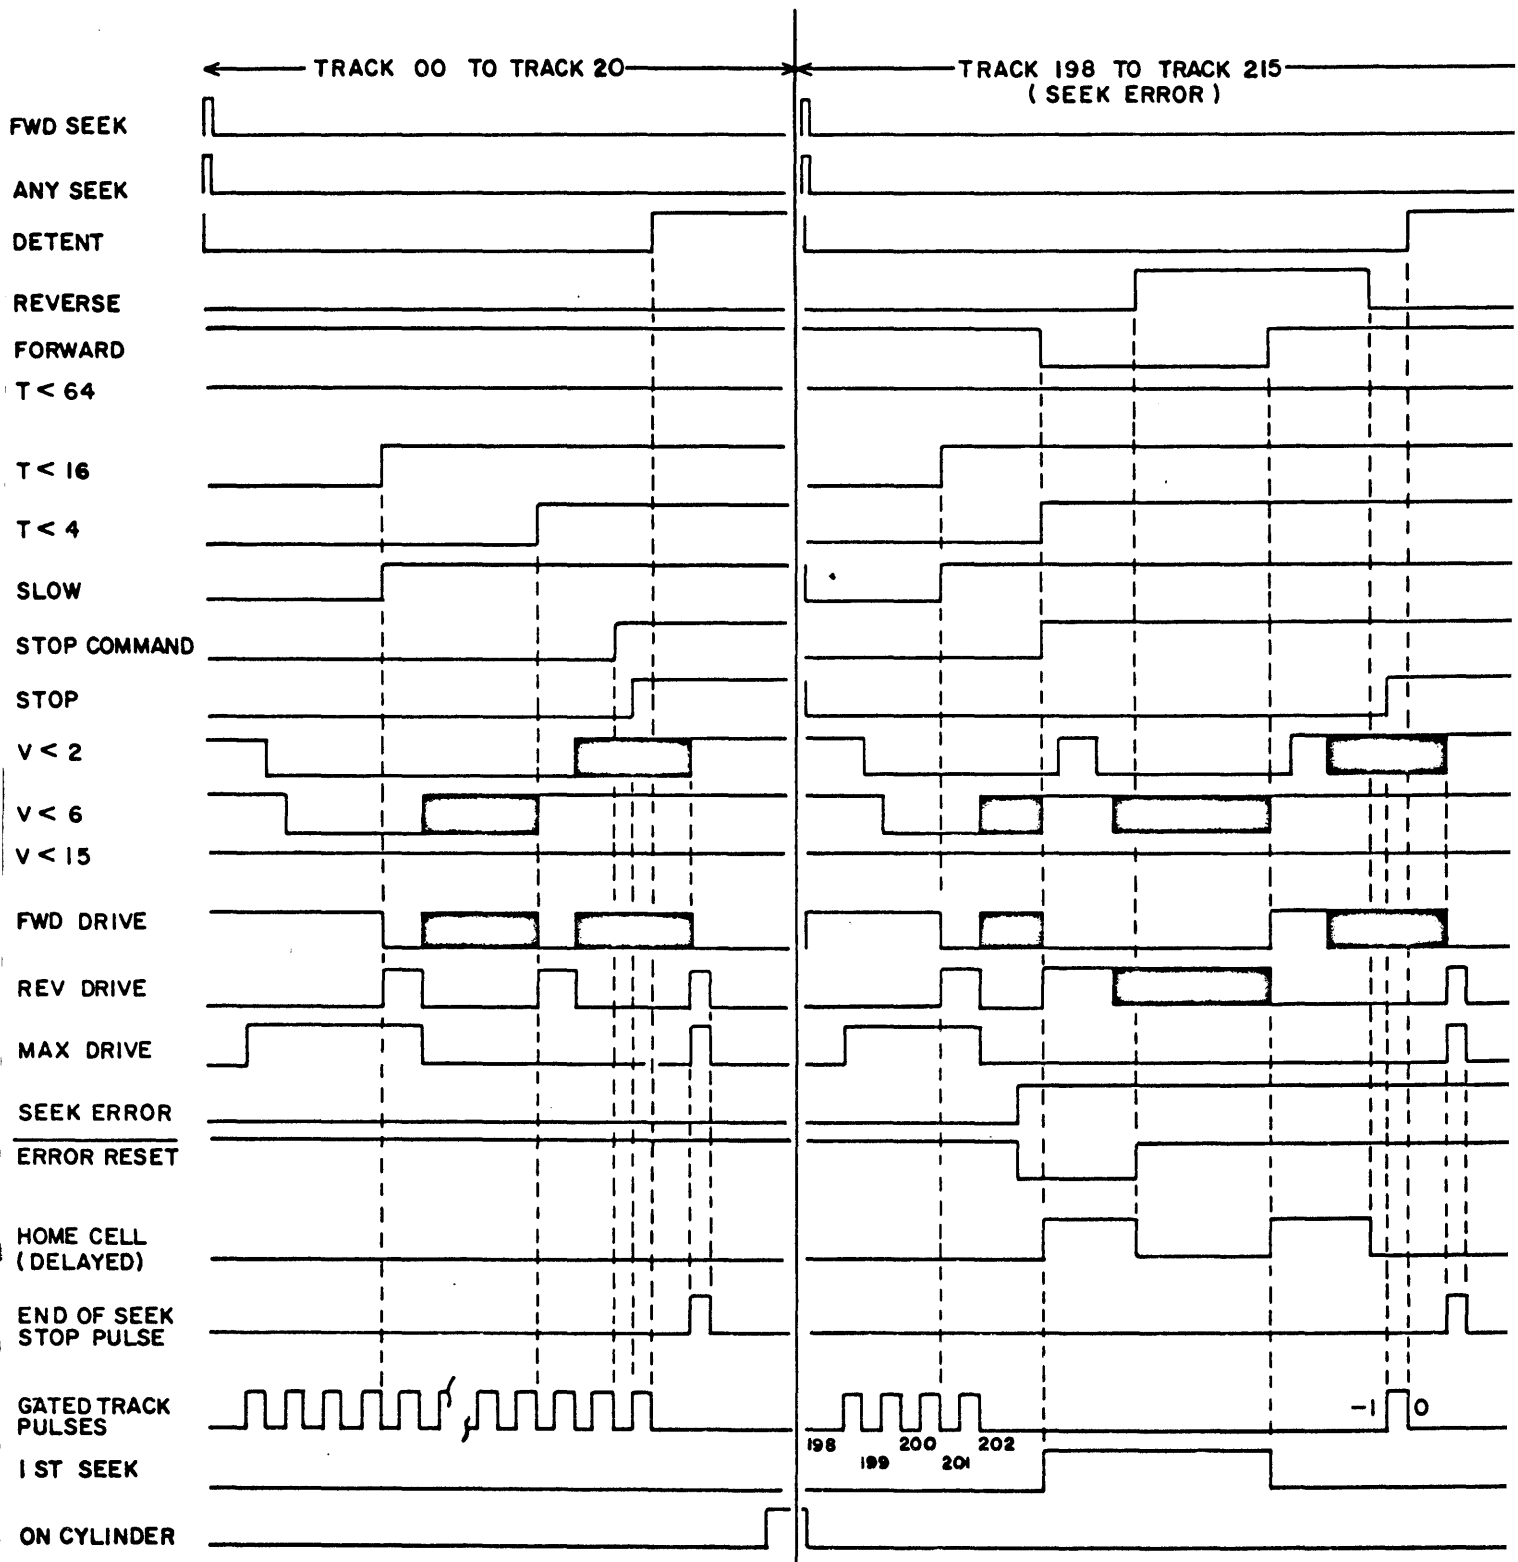 TRACK 00 TO TRACK 20
TRACK 198 TO TRACK 215
(SEEK ERROR)
FWD SEEK
ANY SEEK
DETENT
REVERSE
FORWARD
T < 64
T < 16
T < 4
SLOW
STOP COMMAND
STOP
V < 2
V < 6
V < 15
FWD DRIVE
REV DRIVE
MAX DRIVE
SEEK ERROR
ERROR RESET
HOME CELL
(DELAYED)
END OF SEEK
STOP PULSE
GATED TRACK
PULSES
-1 0
198 200 202
199 201
1 ST SEEK
ON CYLINDER